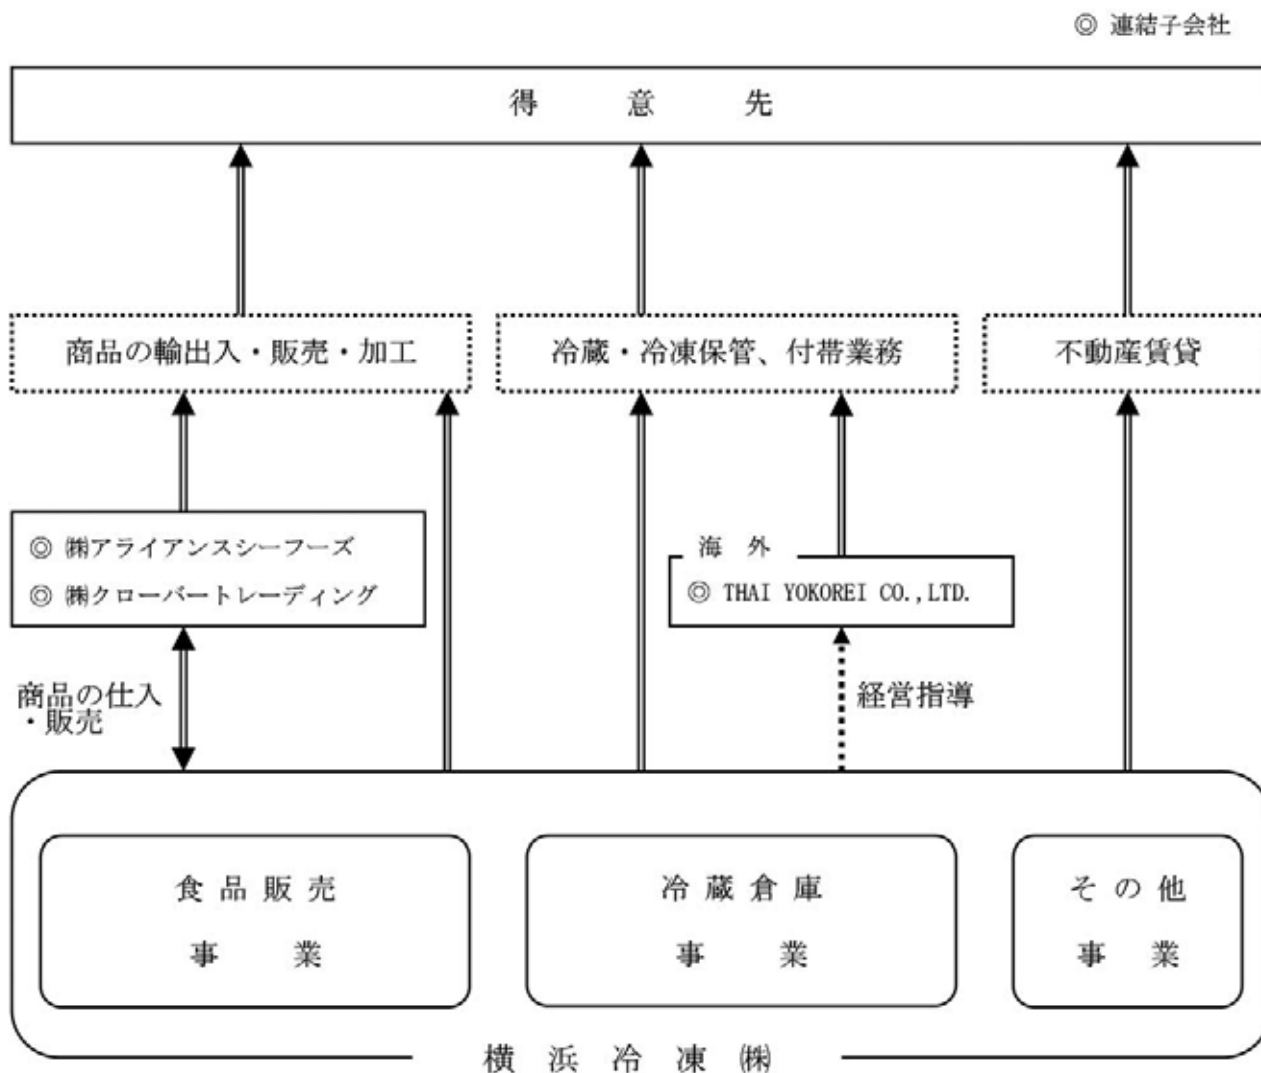 ◎ 連結子会社
得意先
商品の輸出入・販売・加工
冷蔵・冷凍保管、付帯業務
不動産賃貸
◎ ㈱アライアンスシーフーズ
◎ ㈱クローバートレーディング
海外
◎ THAI YOKOREI CO.,LTD.
商品の仕入
・販売
経営指導
食品販売
事業
冷蔵倉庫
事業
その他
事業
横浜冷凍㈱